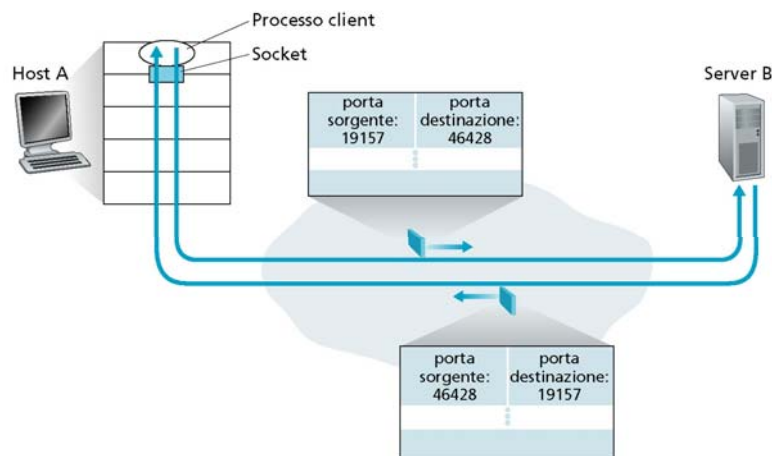 Processo client
Socket
Host A
Server B
porta
sorgente:
19157
porta
destinazione:
46428
porta
sorgente:
46428
porta
destinazione:
19157